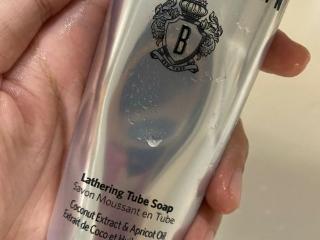 B
Lathering Tube Soap
Savon Moussant en Tube
Coconut Extract & Apricot Oil
Extrait de Coco et